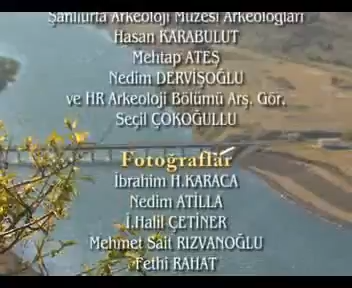 Şanlıurfa Arkeoloji Müzesi Arkeologları
Hasan KARABULUT
Mehtap ATEŞ
Nedim DERVİŞOĞLU
ve HR Arkeoloji Bölümü Arş. Gör.
Seçil ÇOKOĞULLU
Fotoğraflar
İbrahim H.KARACA
Nedim ATİLLA
İ.Halil ÇETİNER
Mehmet Sait RIZVANOĞLU
Fethi RAHAT